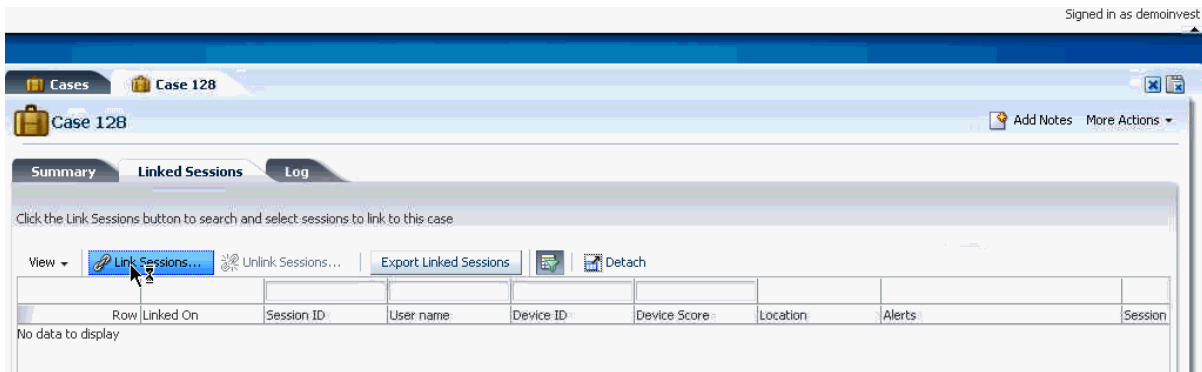 Signed in as demoinvest
Cases Case 128
Case 128 Add Notes More Actions
Summary Linked Sessions Log
Click the Link Sessions button to search and select sessions to link to this case
View Link Sessions... Unlink Sessions... Export Linked Sessions Detach
Row Linked On Session ID User name Device ID Device Score Location Alerts Session
No data to display